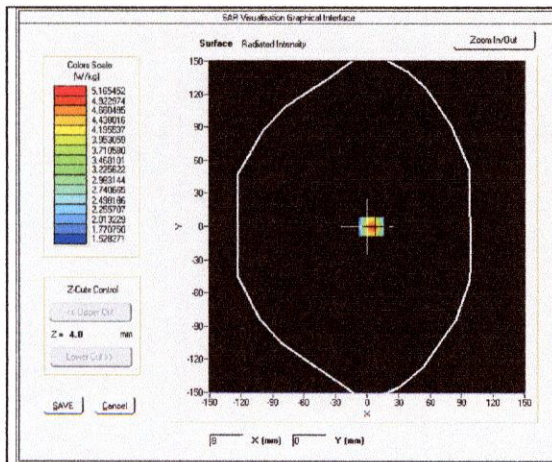 SAR Visualisation Graphical Interface
Surface Radiated Intensity
Zoom In/Out
Colors Scale
(W/kg)
5.165452
4.922974
4.680495
4.438016
4.195537
3.953059
3.710580
3.468101
3.225622
2.983144
2.740665
2.498186
2.255707
2.013229
1.770750
1.528271
150
120
90
60
30
0
-30
-60
-90
-120
-150
Y
-150 -120 -90 -60 -30 0 30 60 90 120 150
X
Z-Cuts Control
<< Upper Cut
Z = 4.0 mm
Lower Cut >>
SAVE Cancel
X (mm) 0 Y (mm)